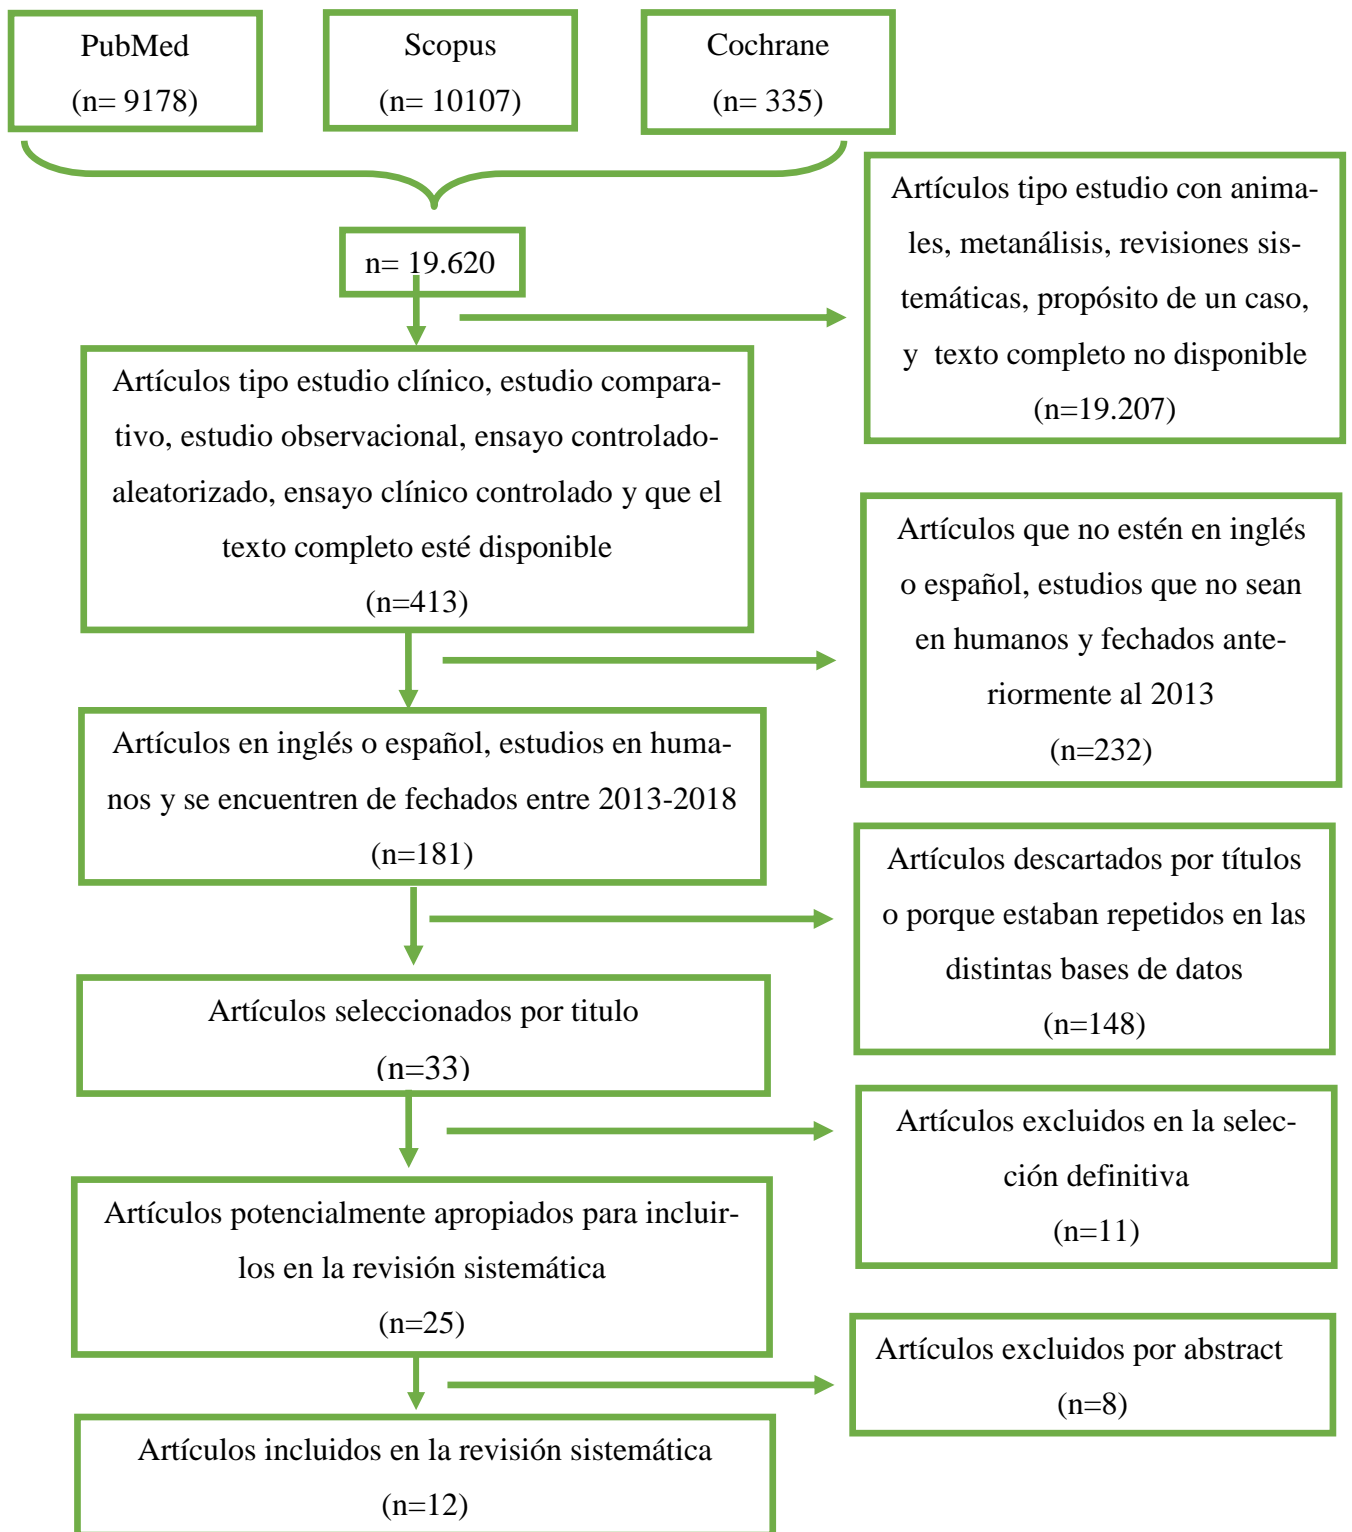 PubMed
(n= 9178)
Scopus
(n= 10107)
Cochrane
(n= 335)
n= 19.620
Artículos tipo estudio con anima-
les, metanálisis, revisiones sis-
temáticas, propósito de un caso,
y texto completo no disponible
(n=19.207)
Artículos tipo estudio clínico, estudio compara-
tivo, estudio observacional, ensayo controlado-
aleatorizado, ensayo clínico controlado y que el
texto completo esté disponible
(n=413)
Artículos que no estén en inglés
o español, estudios que no sean
en humanos y fechados ante-
riormente al 2013
(n=232)
Artículos en inglés o español, estudios en huma-
nos y se encuentren de fechados entre 2013-2018
(n=181)
Artículos descartados por títulos
o porque estaban repetidos en las
distintas bases de datos
(n=148)
Artículos seleccionados por titulo
(n=33)
Artículos excluidos en la selec-
ción definitiva
(n=11)
Artículos potencialmente apropiados para incluir-
los en la revisión sistemática
(n=25)
Artículos excluidos por abstract
(n=8)
Artículos incluidos en la revisión sistemática
(n=12)